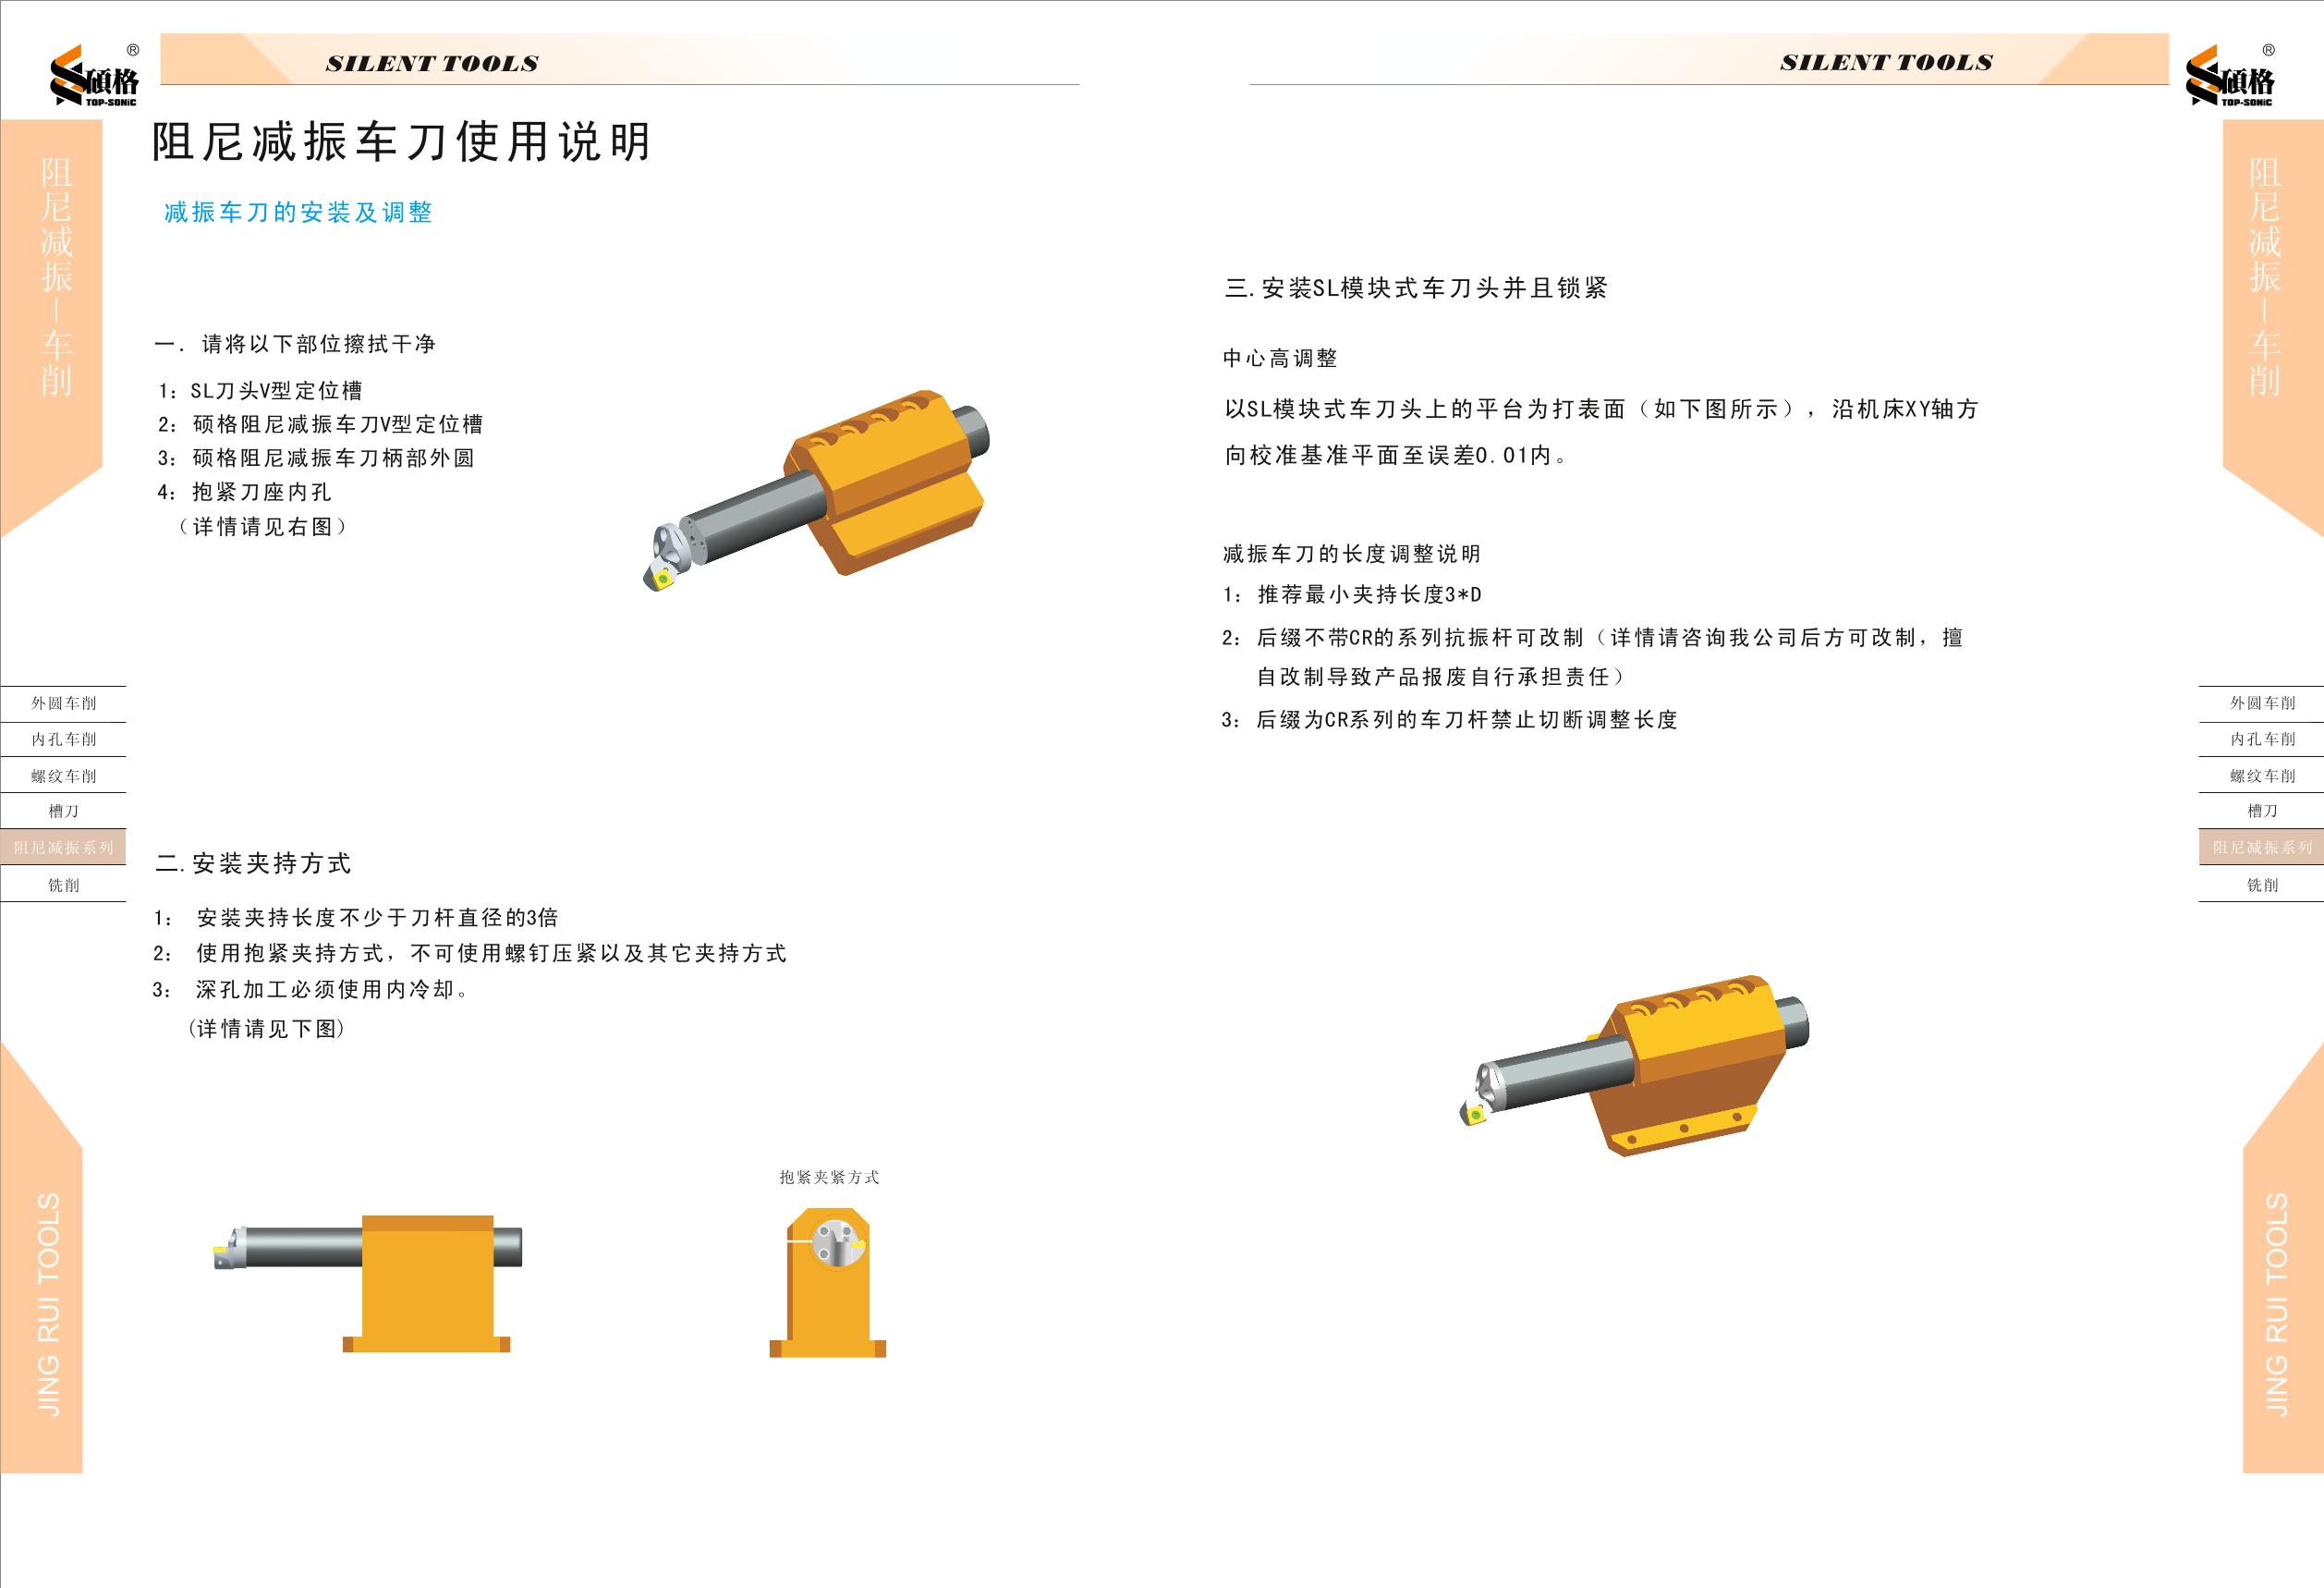 碩格
®
TOP-SONIC
SILENT TOOLS
阻尼减振车刀使用说明
减振车刀的安装及调整
阻尼减振—车削
一. 请将以下部位擦拭干净
1：SL刀头V型定位槽
2：硕格阻尼减振车刀V型定位槽
3：硕格阻尼减振车刀柄部外圆
4：抱紧刀座内孔
（详情请见右图）
外圆车削
内孔车削
螺纹车削
槽刀
阻尼减振系列
铣削
二.安装夹持方式
1： 安装夹持长度不少于刀杆直径的3倍
2： 使用抱紧夹持方式，不可使用螺钉压紧以及其它夹持方式
3： 深孔加工必须使用内冷却。
(详情请见下图)
抱紧夹紧方式
JING RUI TOOLS
SILENT TOOLS
碩格
®
TOP-SONIC
阻尼减振—车削
三.安装SL模块式车刀头并且锁紧
中心高调整
以SL模块式车刀头上的平台为打表面（如下图所示），沿机床XY轴方
向校准基准平面至误差0.01内。
减振车刀的长度调整说明
1：推荐最小夹持长度3*D
2：后缀不带CR的系列抗振杆可改制（详情请咨询我公司后方可改制，擅
自改制导致产品报废自行承担责任）
3：后缀为CR系列的车刀杆禁止切断调整长度
外圆车削
内孔车削
螺纹车削
槽刀
阻尼减振系列
铣削
JING RUI TOOLS